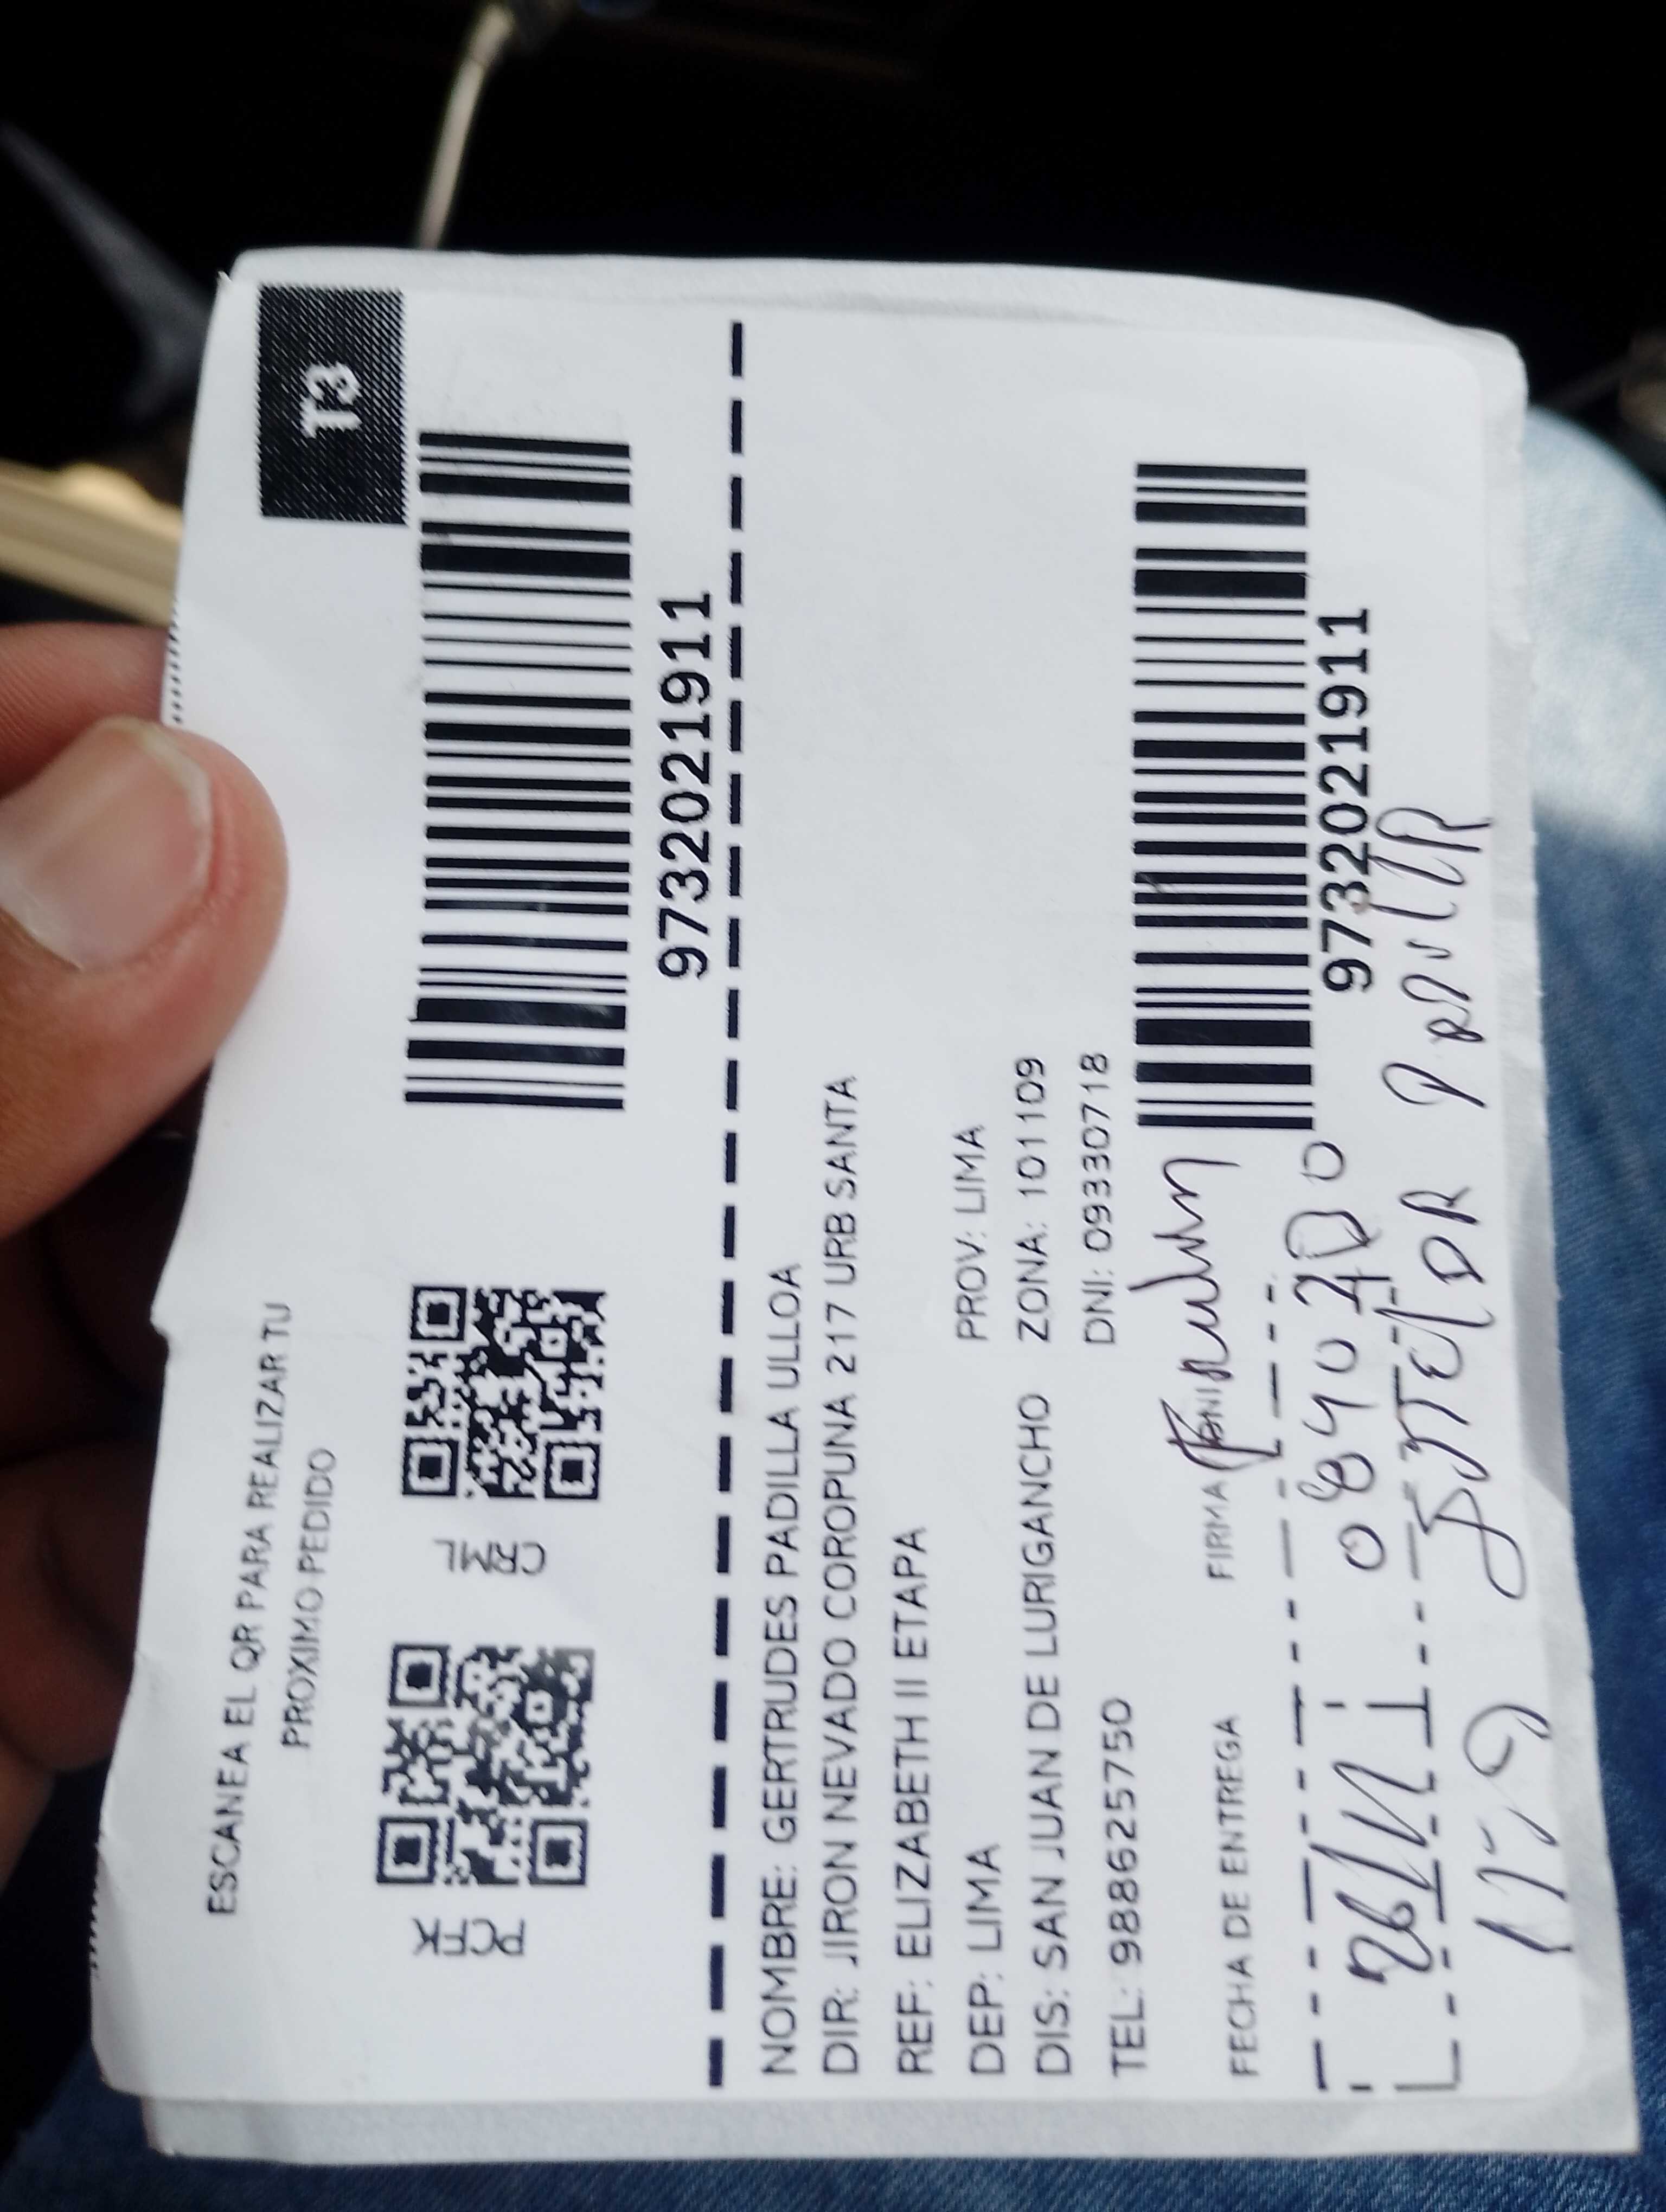 T3
ESCANEA EL QR PARA REALIZAR TU
PROXIMO PEDIDO
PCFK
CRML
9732021911
NOMBRE: GERTRUDES PADILLA ULLOA
DIR: JIRON NEVADO COROPUNA 217 URB SANTA
REF: ELIZABETH II ETAPA
DEP: LIMA PROV: LIMA
DIS: SAN JUAN DE LURIGANCHO ZONA: 101109
TEL: 988625750 DNI: 09330718
FECHA DE ENTREGA FIRMA
9732021911